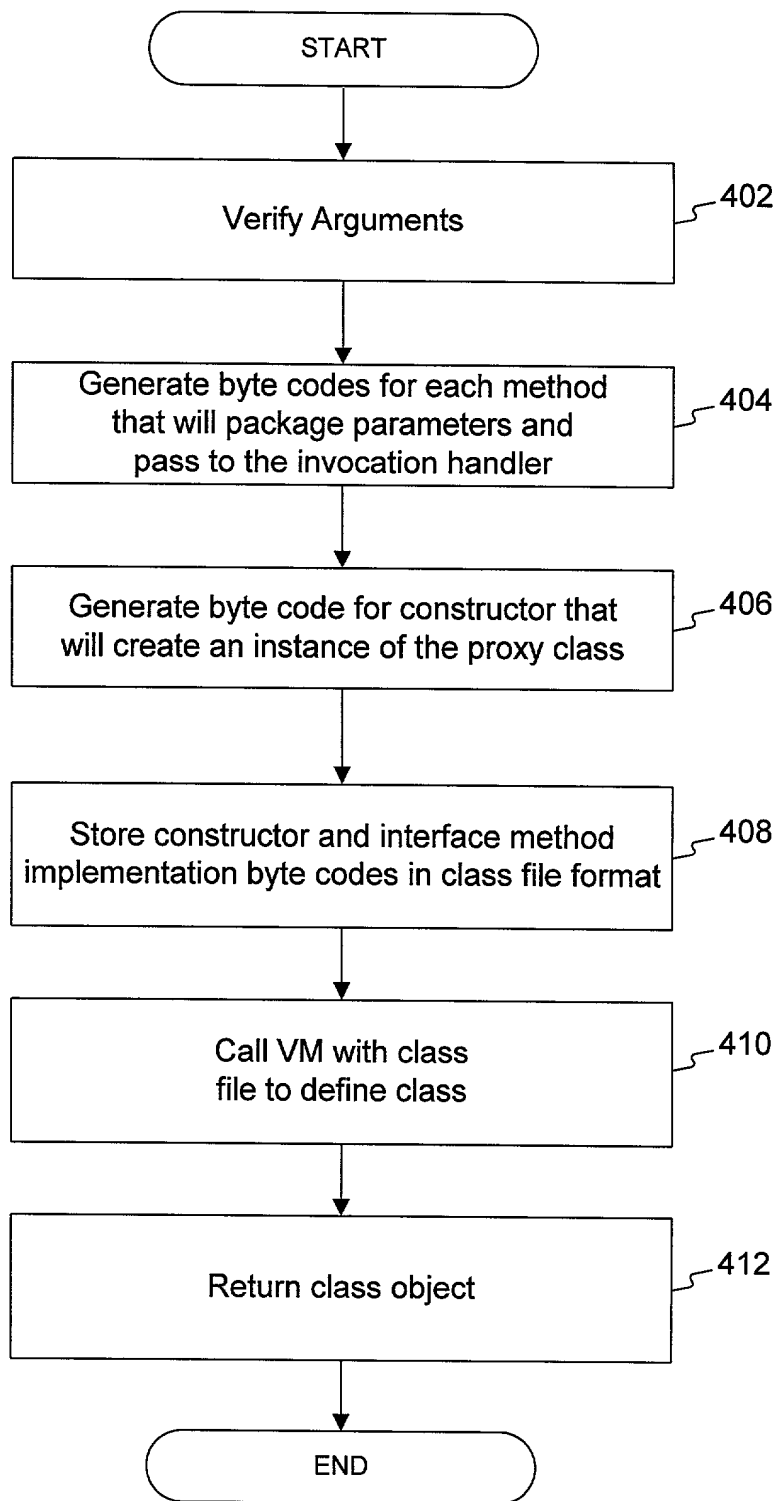 START
Verify Arguments
402
Generate byte codes for each method
that will package parameters and
pass to the invocation handler
404
Generate byte code for constructor that
will create an instance of the proxy class
406
Store constructor and interface method
implementation byte codes in class file format
408
Call VM with class
file to define class
410
Return class object
412
END